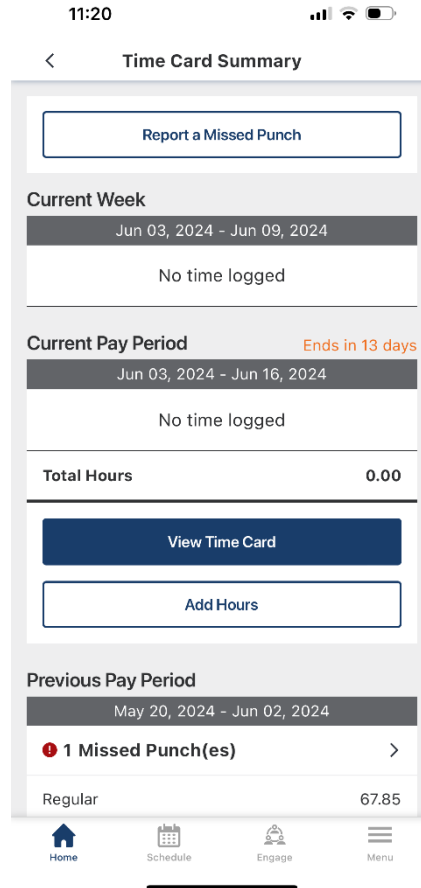 11:20
Time Card Summary
Report a Missed Punch
Current Week
Jun 03, 2024 - Jun 09, 2024
No time logged
Current Pay Period Ends in 13 days
Jun 03, 2024 - Jun 16, 2024
No time logged
Total Hours 0.00
View Time Card
Add Hours
Previous Pay Period
May 20, 2024 - Jun 02, 2024
1 Missed Punch(es)
Regular 67.85
Home Schedule Engage Menu